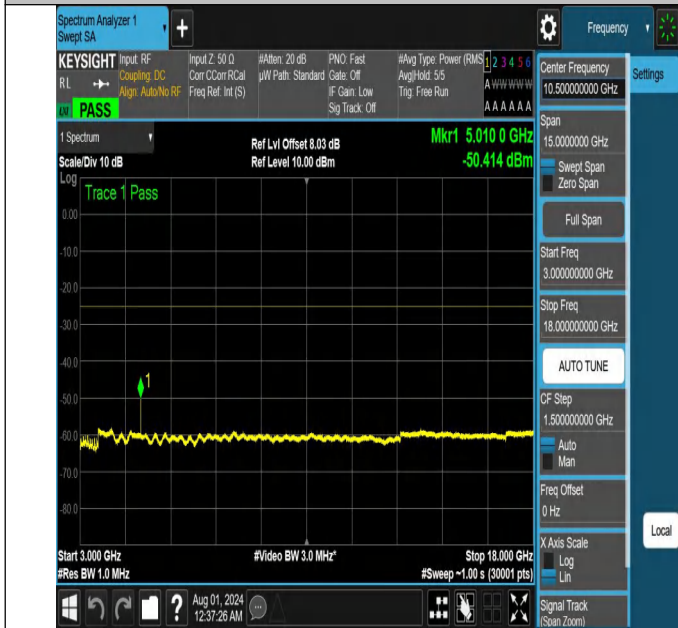 Spectrum Analyzer 1
Swept SA
+
Frequency
KEYSIGHT
RL
LXI
PASS
Input: RF
Coupling: DC
Align: Auto/No RF
Input Z: 50 Ω
Corr CCorr RCal
Freq Ref: Int (S)
#Atten: 20 dB
µW Path: Standard
PNO: Fast
Gate: Off
IF Gain: Low
Sig Track: Off
#Avg Type: Power (RMS
Avg|Hold: 5/5
Trig: Free Run
1 2 3 4 5 6
A W W W W W
A A A A A A
Center Frequency
10.500000000 GHz
Settings
Span
15.0000000 GHz
Swept Span
Zero Span
Full Span
Start Freq
3.000000000 GHz
Stop Freq
18.000000000 GHz
AUTO TUNE
CF Step
1.500000000 GHz
Auto
Man
Freq Offset
0 Hz
X Axis Scale
Log
Lin
Signal Track
(Span Zoom)
Local
1 Spectrum
Scale/Div 10 dB
Log
Ref Lvl Offset 8.03 dB
Ref Level 10.00 dBm
Mkr1 5.010 0 GHz
-50.414 dBm
Trace 1 Pass
0.00
-10.0
-20.0
-30.0
-40.0
-50.0
-60.0
-70.0
-80.0
1
Start 3.000 GHz
#Res BW 1.0 MHz
#Video BW 3.0 MHz*
Stop 18.000 GHz
#Sweep ~1.00 s (30001 pts)
?
Aug 01, 2024
12:37:26 AM